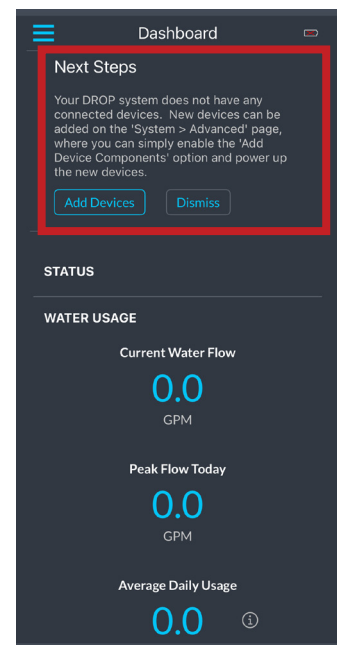 Dashboard
Next Steps
Your DROP system does not have any
connected devices. New devices can be
added on the 'System > Advanced' page,
where you can simply enable the 'Add
Device Components' option and power up
the new devices.
Add Devices Dismiss
STATUS
WATER USAGE
Current Water Flow
0.0
GPM
Peak Flow Today
0.0
GPM
Average Daily Usage
0.0